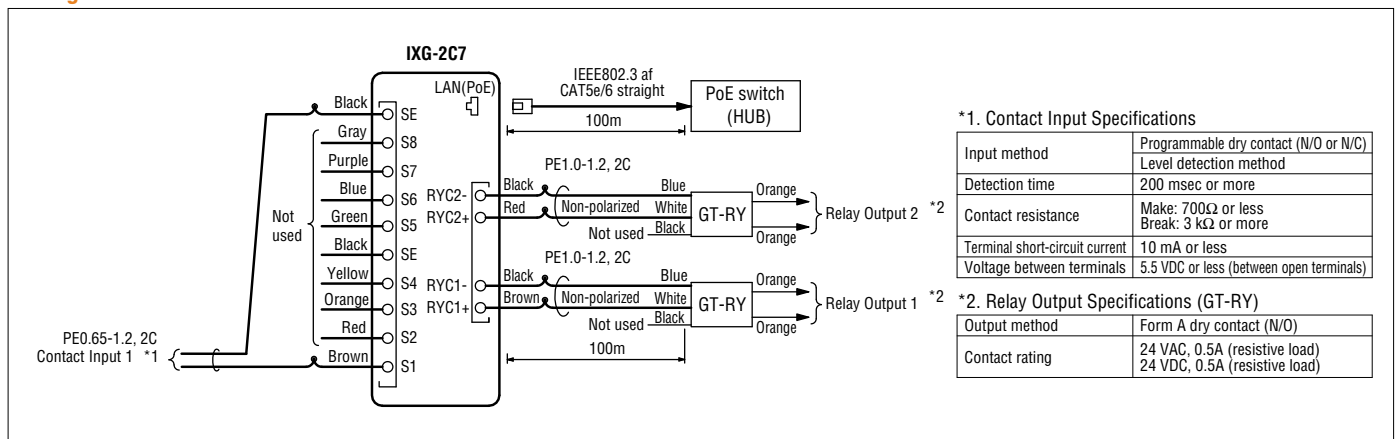 IXG-2C7
LAN(PoE)
IEEE802.3 af
CAT5e/6 straight
100m
PoE switch
(HUB)
Black
SE
Gray
S8
Purple
S7
Blue
S6
Green
S5
Black
SE
Yellow
S4
Orange
S3
Red
S2
Brown
S1
Not
used
PE0.65-1.2, 2C
Contact Input 1 *1
RYC2-
RYC2+
Black
Red
PE1.0-1.2, 2C
Non-polarized
Blue
White
Not used
Black
GT-RY
Orange
Orange
Relay Output 2 *2
PE1.0-1.2, 2C
RYC1-
RYC1+
Black
Brown
Non-polarized
Blue
White
Not used
Black
GT-RY
Orange
Orange
Relay Output 1 *2
100m
*1. Contact Input Specifications
Input method
Programmable dry contact (N/O or N/C)
Level detection method
Detection time
200 msec or more
Contact resistance
Make: 700Ω or less
Break: 3 kΩ or more
Terminal short-circuit current
10 mA or less
Voltage between terminals
5.5 VDC or less (between open terminals)
*2. Relay Output Specifications (GT-RY)
Output method
Form A dry contact (N/O)
Contact rating
24 VAC, 0.5A (resistive load)
24 VDC, 0.5A (resistive load)